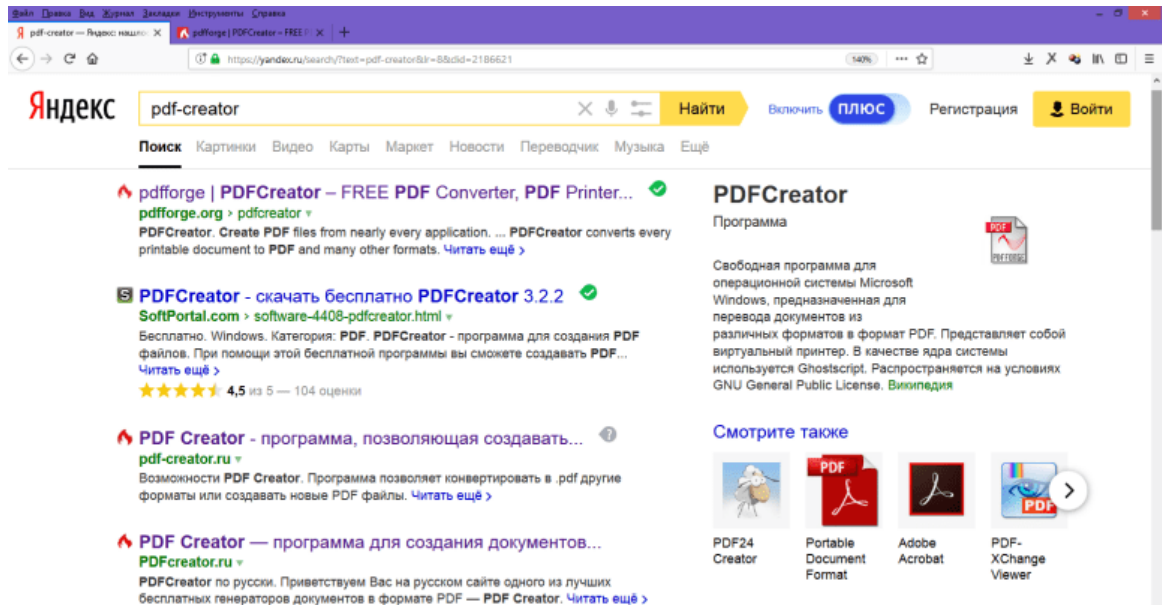 Файл Правка Вид Журнал Закладки Инструменты Справка
pdf-creator — Яндекс: нашло
pdfforge | PDFCreator – FREE P
https://yandex.ru/search/?text=pdf-creator&lr=8&clid=2186621
140%
Яндекс
pdf-creator
Найти
Включить ПЛЮС
Регистрация
Войти
Поиск Картинки Видео Карты Маркет Новости Переводчик Музыка Ещё
pdfforge | PDFCreator – FREE PDF Converter, PDF Printer...
pdfforge.org › pdfcreator
PDFCreator. Create PDF files from nearly every application. ... PDFCreator converts every
printable document to PDF and many other formats. Читать ещё ›
PDFCreator - скачать бесплатно PDFCreator 3.2.2
SoftPortal.com › software-4408-pdfcreator.html
Бесплатно. Windows. Категория: PDF. PDFCreator - программа для создания PDF
файлов. При помощи этой бесплатной программы вы сможете создавать PDF...
Читать ещё ›
4,5 из 5 — 104 оценки
PDF Creator - программа, позволяющая создавать...
pdf-creator.ru
Возможности PDF Creator. Программа позволяет конвертировать в .pdf другие
форматы или создавать новые PDF файлы. Читать ещё ›
PDF Creator — программа для создания документов...
PDFcreator.ru
PDFCreator по русски. Приветствуем Вас на русском сайте одного из лучших
бесплатных генераторов документов в формате PDF — PDF Creator. Читать ещё ›
PDFCreator
Программа
PDF
PDFFORGE
Свободная программа для
операционной системы Microsoft
Windows, предназначенная для
перевода документов из
различных форматов в формат PDF. Представляет собой
виртуальный принтер. В качестве ядра системы
используется Ghostscript. Распространяется на условиях
GNU General Public License. Википедия
Смотрите также
PDF
PDF
PDF24
Creator
Portable
Document
Format
Adobe
Acrobat
PDF-
XChange
Viewer